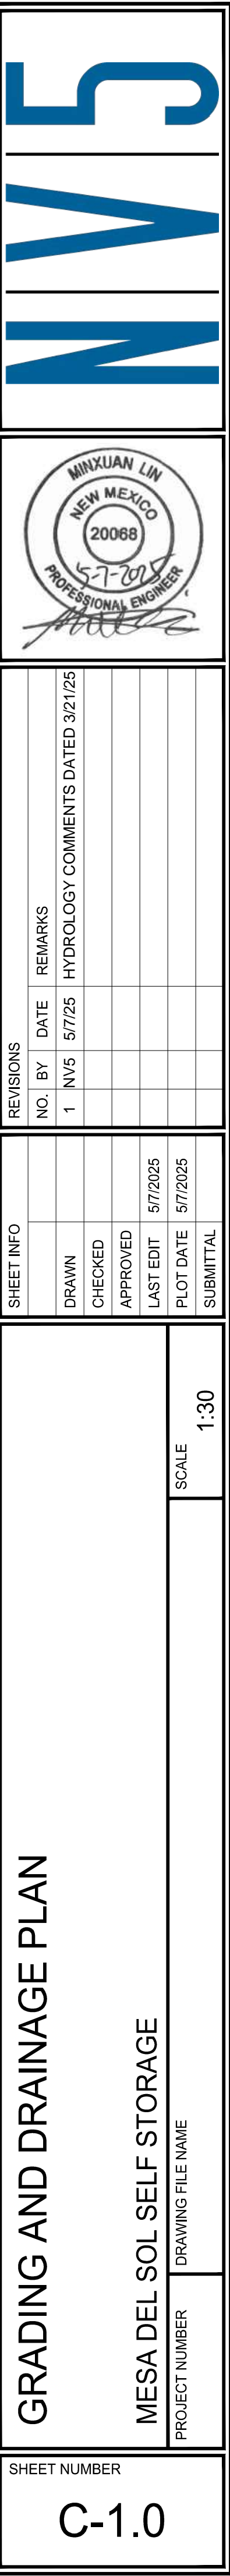 NV5
MINXUAN LIN
NEW MEXICO
20068
5-7-2025
PROFESSIONAL ENGINEER
REVISIONS
NO. BY DATE REMARKS
1 NV5 5/7/25 HYDROLOGY COMMENTS DATED 3/21/25
SHEET INFO
DRAWN
CHECKED
APPROVED
LAST EDIT 5/7/2025
PLOT DATE 5/7/2025
SUBMITTAL
GRADING AND DRAINAGE PLAN
MESA DEL SOL SELF STORAGE
PROJECT NUMBER
DRAWING FILE NAME
SCALE
1:30
SHEET NUMBER
C-1.0